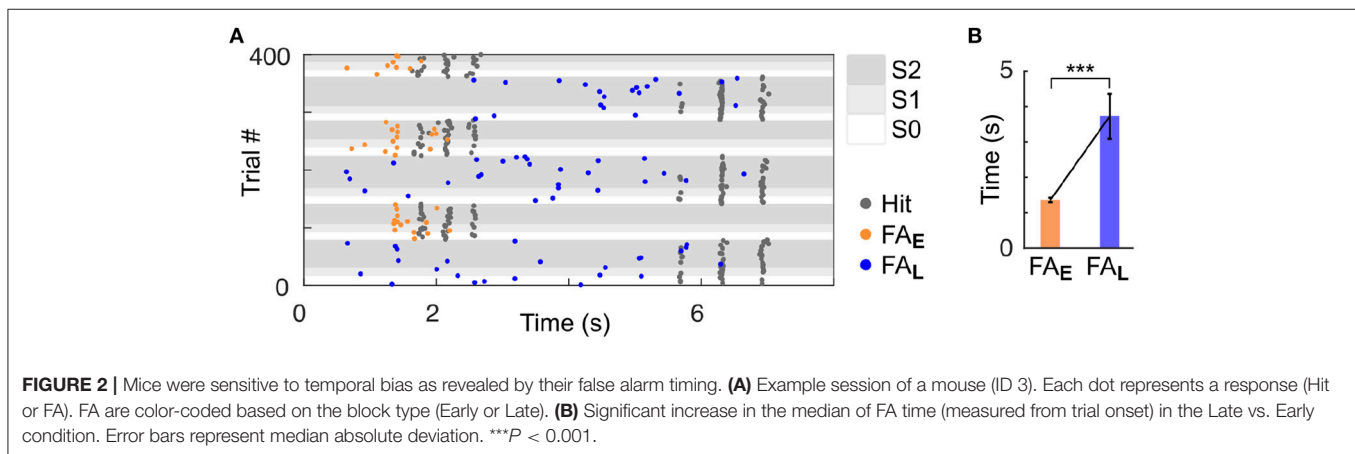 A
B
400
0
Trial #
0
2
6
Time (s)
S2
S1
S0
Hit
FAE
FAL
***
5
0
Time (s)
FAE
FAL
FIGURE 2 | Mice were sensitive to temporal bias as revealed by their false alarm timing. (A) Example session of a mouse (ID 3). Each dot represents a response (Hit
or FA). FA are color-coded based on the block type (Early or Late). (B) Significant increase in the median of FA time (measured from trial onset) in the Late vs. Early
condition. Error bars represent median absolute deviation. ***P < 0.001.